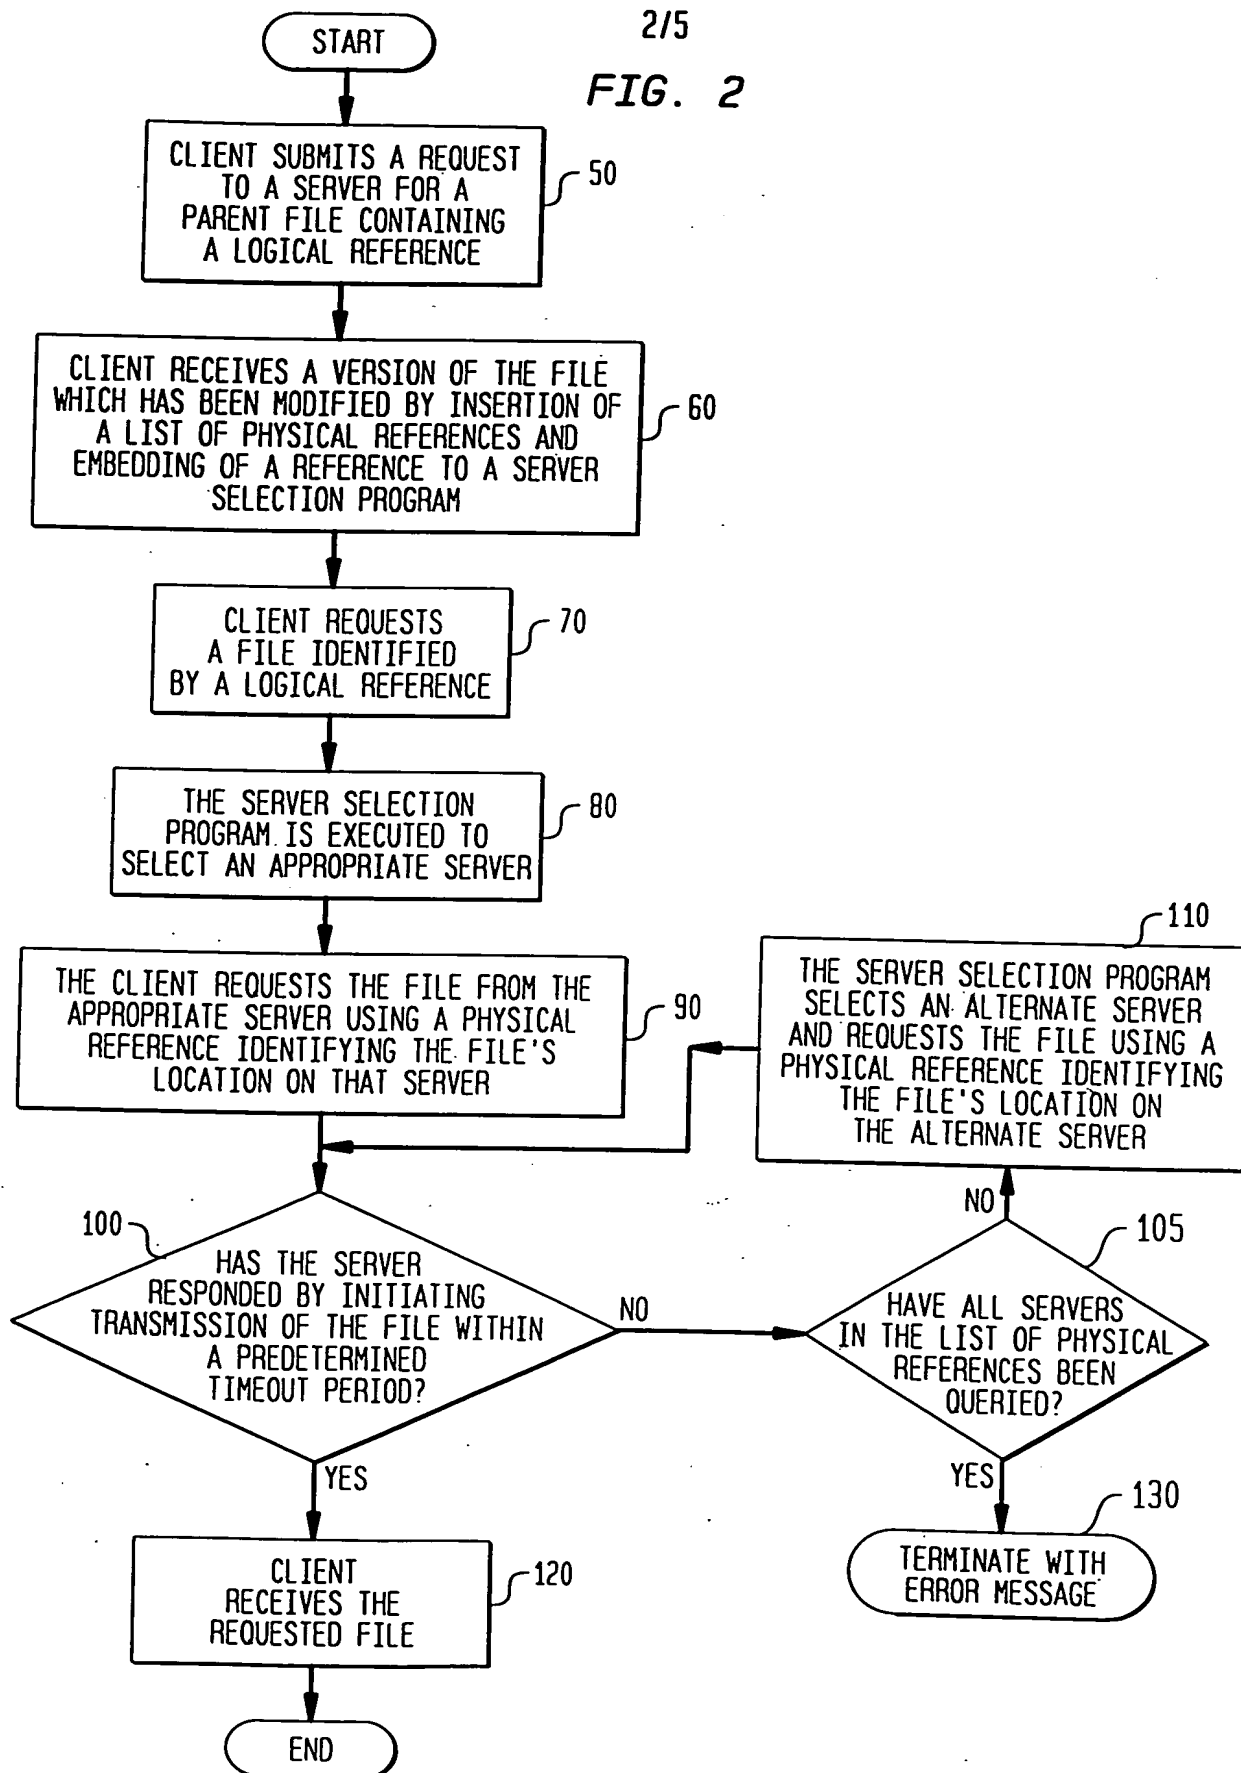 2/5
FIG. 2
START
CLIENT SUBMITS A REQUEST
TO A SERVER FOR A
PARENT FILE CONTAINING
A LOGICAL REFERENCE
50
CLIENT RECEIVES A VERSION OF THE FILE
WHICH HAS BEEN MODIFIED BY INSERTION OF
A LIST OF PHYSICAL REFERENCES AND
EMBEDDING OF A REFERENCE TO A SERVER
SELECTION PROGRAM
60
CLIENT REQUESTS
A FILE IDENTIFIED
BY A LOGICAL REFERENCE
70
THE SERVER SELECTION
PROGRAM IS EXECUTED TO
SELECT AN APPROPRIATE SERVER
80
THE CLIENT REQUESTS THE FILE FROM THE
APPROPRIATE SERVER USING A PHYSICAL
REFERENCE IDENTIFYING THE FILE'S
LOCATION ON THAT SERVER
90
110
THE SERVER SELECTION PROGRAM
SELECTS AN ALTERNATE SERVER
AND REQUESTS THE FILE USING A
PHYSICAL REFERENCE IDENTIFYING
THE FILE'S LOCATION ON
THE ALTERNATE SERVER
100
HAS THE SERVER
RESPONDED BY INITIATING
TRANSMISSION OF THE FILE WITHIN
A PREDETERMINED
TIMEOUT PERIOD?
NO
NO
105
HAVE ALL SERVERS
IN THE LIST OF PHYSICAL
REFERENCES BEEN
QUERIED?
YES
YES
130
TERMINATE WITH
ERROR MESSAGE
CLIENT
RECEIVES THE
REQUESTED FILE
120
END